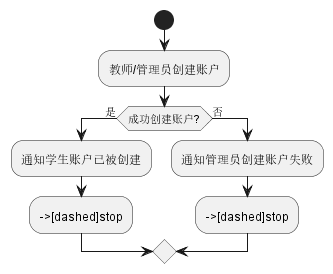 教师/管理员创建账户
是
成功创建账户?
否
通知学生账户已被创建
通知管理员创建账户失败
->[dashed]stop
->[dashed]stop